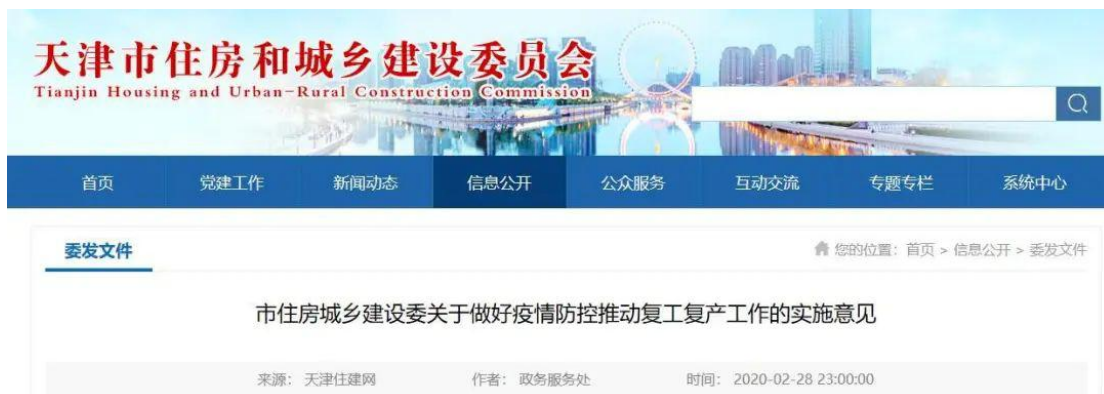 天津市住房和城乡建设委员会
Tianjin Housing and Urban-Rural Construction Commission
首页 党建工作 新闻动态 信息公开 公众服务 互动交流 专题专栏 系统中心
委发文件 您的位置：首页 > 信息公开 > 委发文件
市住房城乡建设委关于做好疫情防控推动复工复产工作的实施意见
来源： 天津住建网 作者： 政务服务处 时间： 2020-02-28 23:00:00